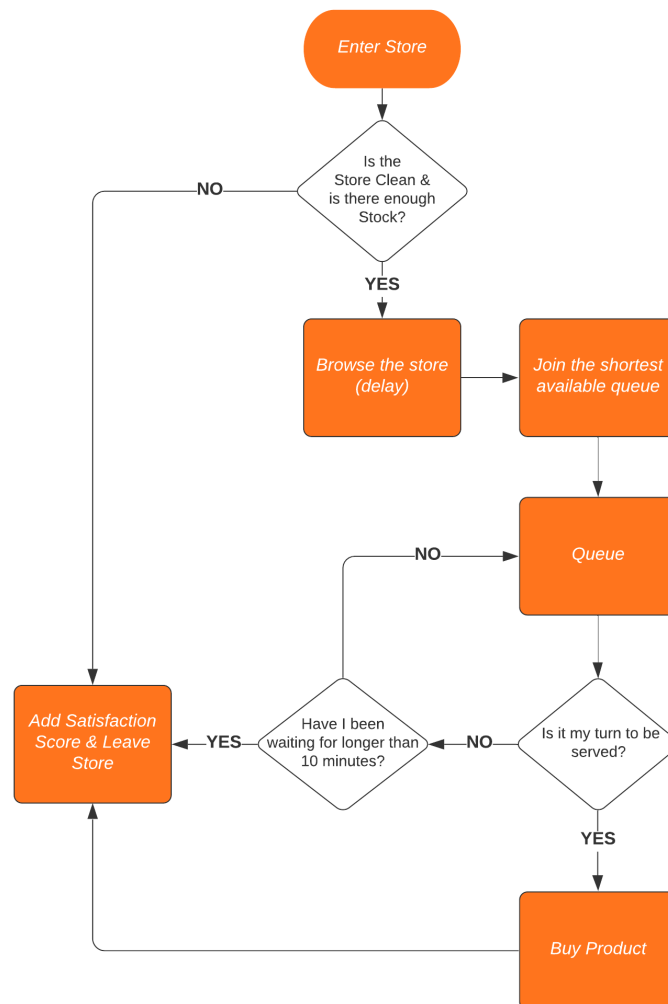 Enter Store
Is the
Store Clean &
is there enough
Stock?
NO
YES
Browse the store
(delay)
Join the shortest
available queue
Queue
NO
Add Satisfaction
Score & Leave
Store
YES
Have I been
waiting for longer than
10 minutes?
NO
Is it my turn to be
served?
YES
Buy Product